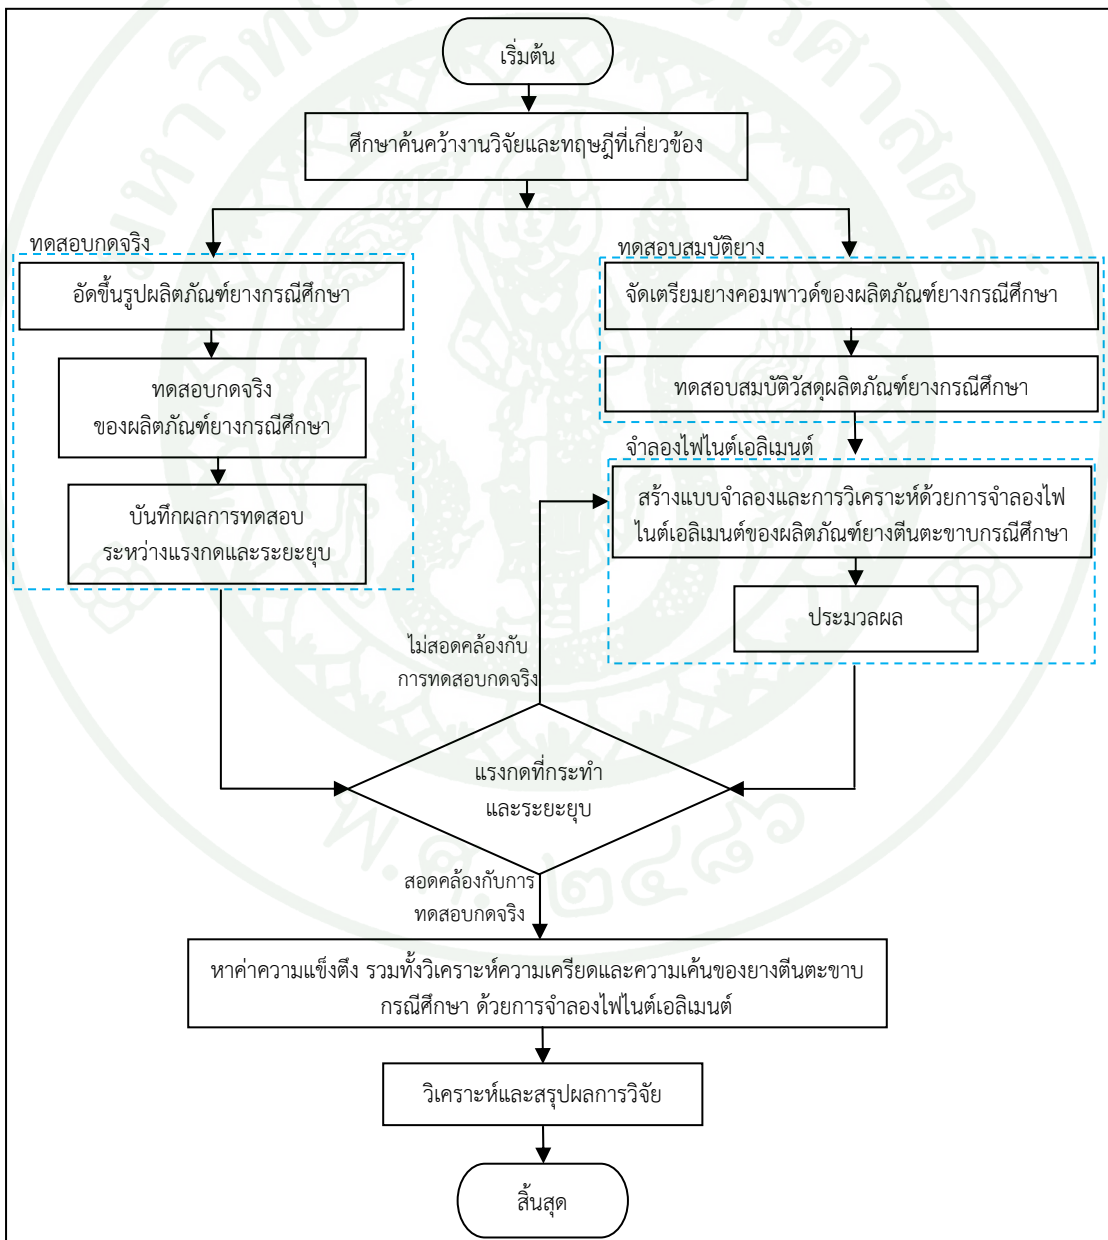 เริ่มต้น
ศึกษาค้นคว้างานวิจัยและทฤษฎีที่เกี่ยวข้อง
ทดสอบกดจริง
อัดขึ้นรูปผลิตภัณฑ์ยางกรณีศึกษา
ทดสอบกดจริง
ของผลิตภัณฑ์ยางกรณีศึกษา
บันทึกผลการทดสอบ
ระหว่างแรงกดและระยะยุบ
ทดสอบสมบัติยาง
จัดเตรียมยางคอมพาวด์ของผลิตภัณฑ์ยางกรณีศึกษา
ทดสอบสมบัติวัสดุผลิตภัณฑ์ยางกรณีศึกษา
จำลองไฟไนต์เอลิเมนต์
สร้างแบบจำลองและการวิเคราะห์ด้วยการจำลองไฟ
ไนต์เอลิเมนต์ของผลิตภัณฑ์ยางตีนตะขาบกรณีศึกษา
ประมวลผล
ไม่สอดคล้องกับ
การทดสอบกดจริง
แรงกดที่กระทำ
และระยะยุบ
สอดคล้องกับการ
ทดสอบกดจริง
หาค่าความแข็งตึง รวมทั้งวิเคราะห์ความเครียดและความเค้นของยางตีนตะขาบ
กรณีศึกษา ด้วยการจำลองไฟไนต์เอลิเมนต์
วิเคราะห์และสรุปผลการวิจัย
สิ้นสุด
พ.ศ. ๒๔๘๖